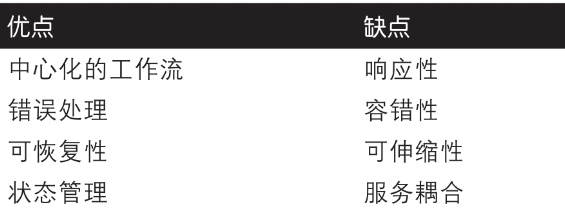 优点 缺点
中心化的工作流 响应性
错误处理 容错性
可恢复性 可伸缩性
状态管理 服务耦合